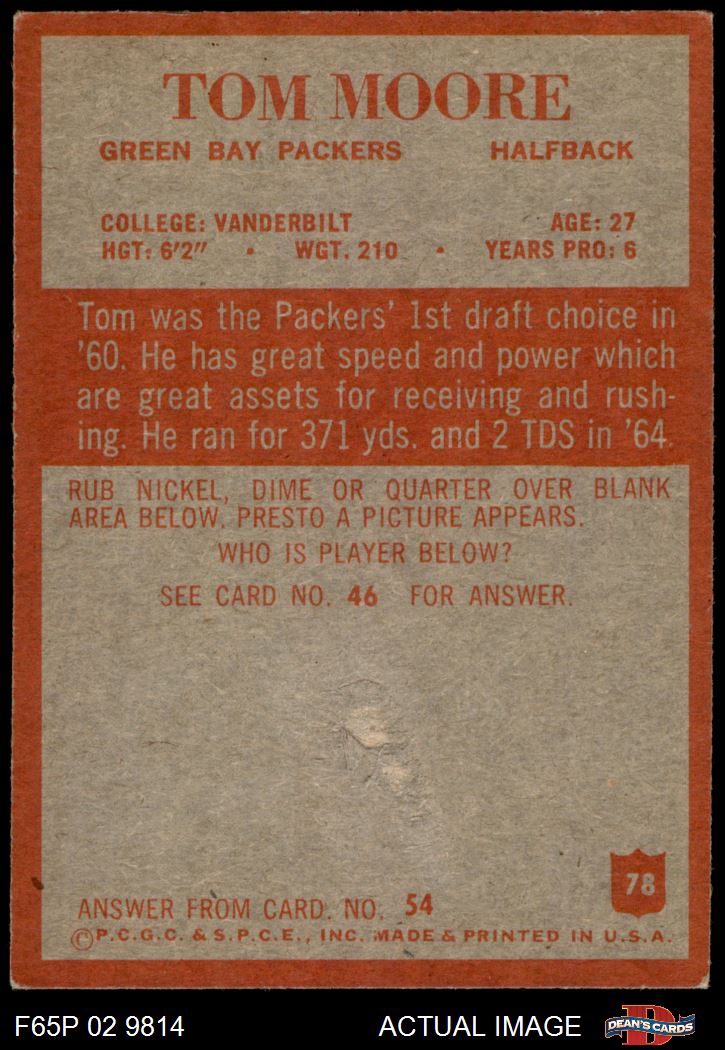 TOM MOORE
GREEN BAY PACKERS HALFBACK
COLLEGE: VANDERBILT AGE: 27
HGT: 6'2" • WGT. 210 • YEARS PRO: 6
Tom was the Packers' 1st draft choice in
'60. He has great speed and power which
are great assets for receiving and rush-
ing. He ran for 371 yds. and 2 TDS in '64.
RUB NICKEL, DIME OR QUARTER OVER BLANK
AREA BELOW. PRESTO A PICTURE APPEARS.
WHO IS PLAYER BELOW?
SEE CARD NO. 46 FOR ANSWER.
78
ANSWER FROM CARD. NO. 54
©P.C.G.C. & S.P.C.E., INC. MADE & PRINTED IN U.S.A.
F65P 02 9814 ACTUAL IMAGE DEAN'S CARDS